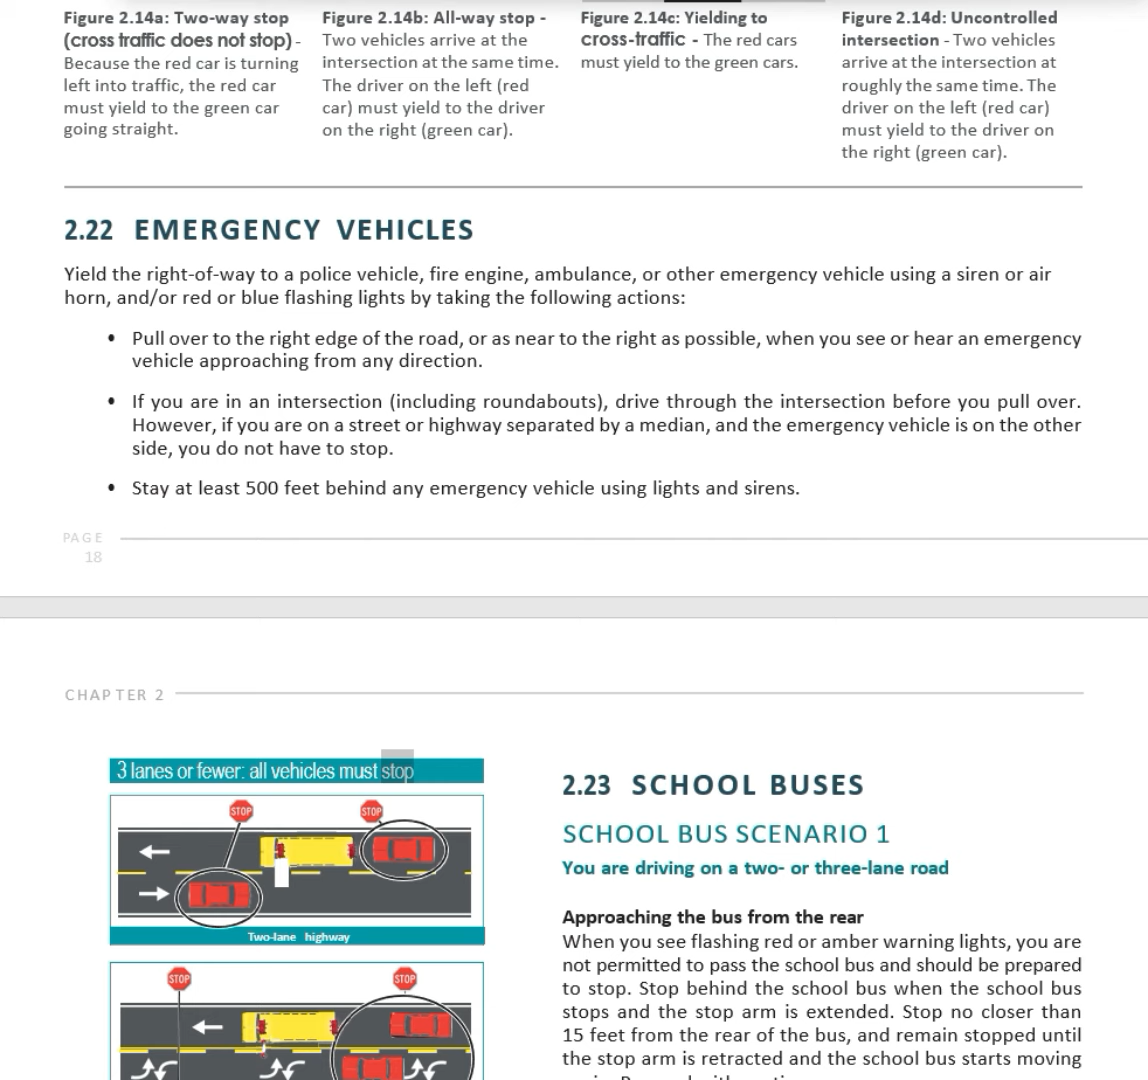 Figure 2.14a: Two-way stop
(cross traffic does not stop) -
Because the red car is turning
left into traffic, the red car
must yield to the green car
going straight.
Figure 2.14b: All-way stop -
Two vehicles arrive at the
intersection at the same time.
The driver on the left (red
car) must yield to the driver
on the right (green car).
Figure 2.14c: Yielding to
cross-traffic - The red cars
must yield to the green cars.
Figure 2.14d: Uncontrolled
intersection - Two vehicles
arrive at the intersection at
roughly the same time. The
driver on the left (red car)
must yield to the driver on
the right (green car).
2.22 EMERGENCY VEHICLES
Yield the right-of-way to a police vehicle, fire engine, ambulance, or other emergency vehicle using a siren or air
horn, and/or red or blue flashing lights by taking the following actions:
• Pull over to the right edge of the road, or as near to the right as possible, when you see or hear an emergency
vehicle approaching from any direction.
• If you are in an intersection (including roundabouts), drive through the intersection before you pull over.
However, if you are on a street or highway separated by a median, and the emergency vehicle is on the other
side, you do not have to stop.
• Stay at least 500 feet behind any emergency vehicle using lights and sirens.
PAGE
18
CHAPTER 2
3 lanes or fewer: all vehicles must stop
STOP
STOP
Two-lane highway
STOP
STOP
2.23 SCHOOL BUSES
SCHOOL BUS SCENARIO 1
You are driving on a two- or three-lane road
Approaching the bus from the rear
When you see flashing red or amber warning lights, you are
not permitted to pass the school bus and should be prepared
to stop. Stop behind the school bus when the school bus
stops and the stop arm is extended. Stop no closer than
15 feet from the rear of the bus, and remain stopped until
the stop arm is retracted and the school bus starts moving